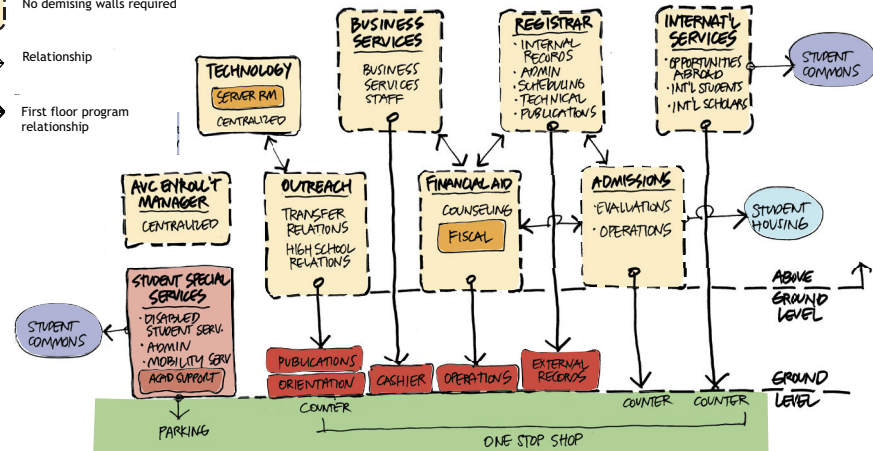 No demising walls required
Relationship
First floor program
relationship
TECHNOLOGY
SERVER RM
CENTRALIZED
BUSINESS
SERVICES
BUSINESS
SERVICES
STAFF
REGISTRAR
· INTERNAL
RECORDS
· ADMIN
· SCHEDULING
· TECHNICAL
· PUBLICATIONS
INTERNAT'L
SERVICES
· OPPORTUNITIES
ABROAD
· INT'L STUDENTS
· INT'L SCHOLARS
STUDENT
COMMONS
AVC ENROLL'T
MANAGER
CENTRALIZED
OUTREACH
TRANSFER
RELATIONS
HIGH SCHOOL
RELATIONS
FINANCIAL AID
COUNSELING
FISCAL
ADMISSIONS
· EVALUATIONS
· OPERATIONS
STUDENT
HOUSING
STUDENT SPECIAL
SERVICES
· DISABLED
STUDENT SERV.
· ADMIN
· MOBILITY SERV
ACAD SUPPORT
STUDENT
COMMONS
ABOVE
GROUND
LEVEL
PUBLICATIONS
ORIENTATION
CASHIER
OPERATIONS
EXTERNAL
RECORDS
GROUND
LEVEL
COUNTER
COUNTER
COUNTER
PARKING
ONE STOP SHOP